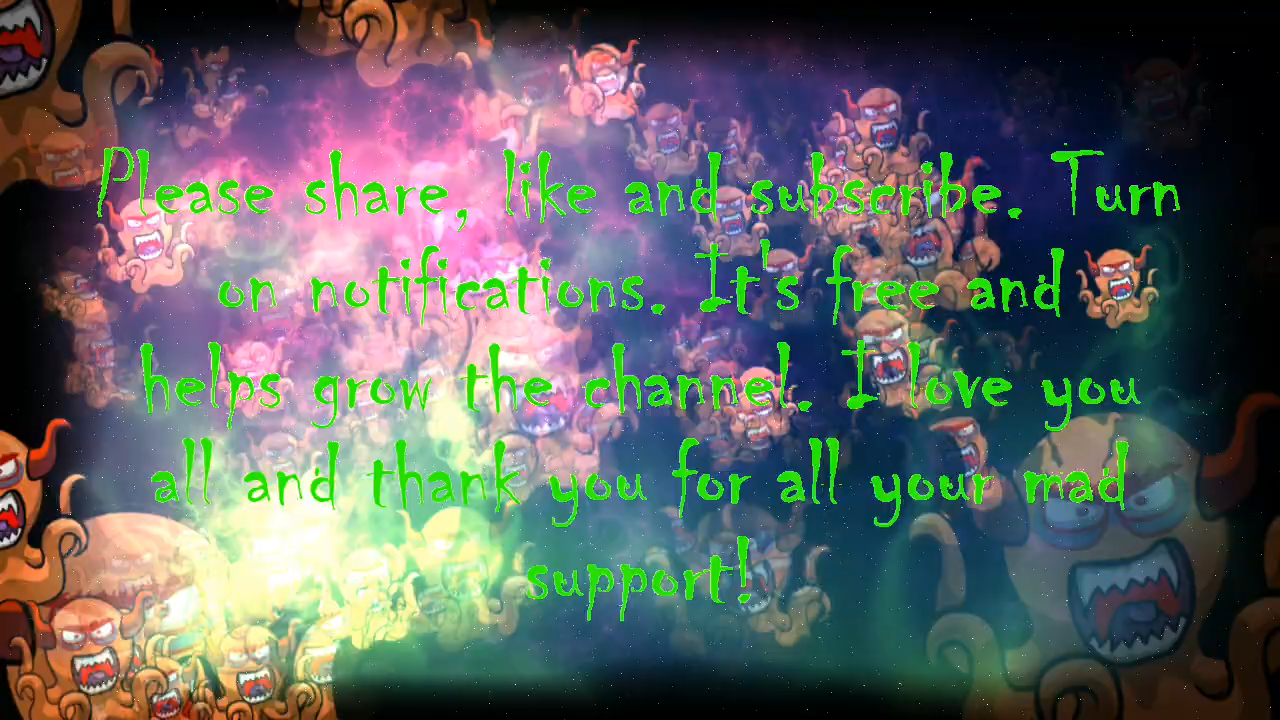 Please share, like and subscribe. Turn
on notifications. It's free and
helps grow the channel. I love you
all and thank you for all your mad
support!